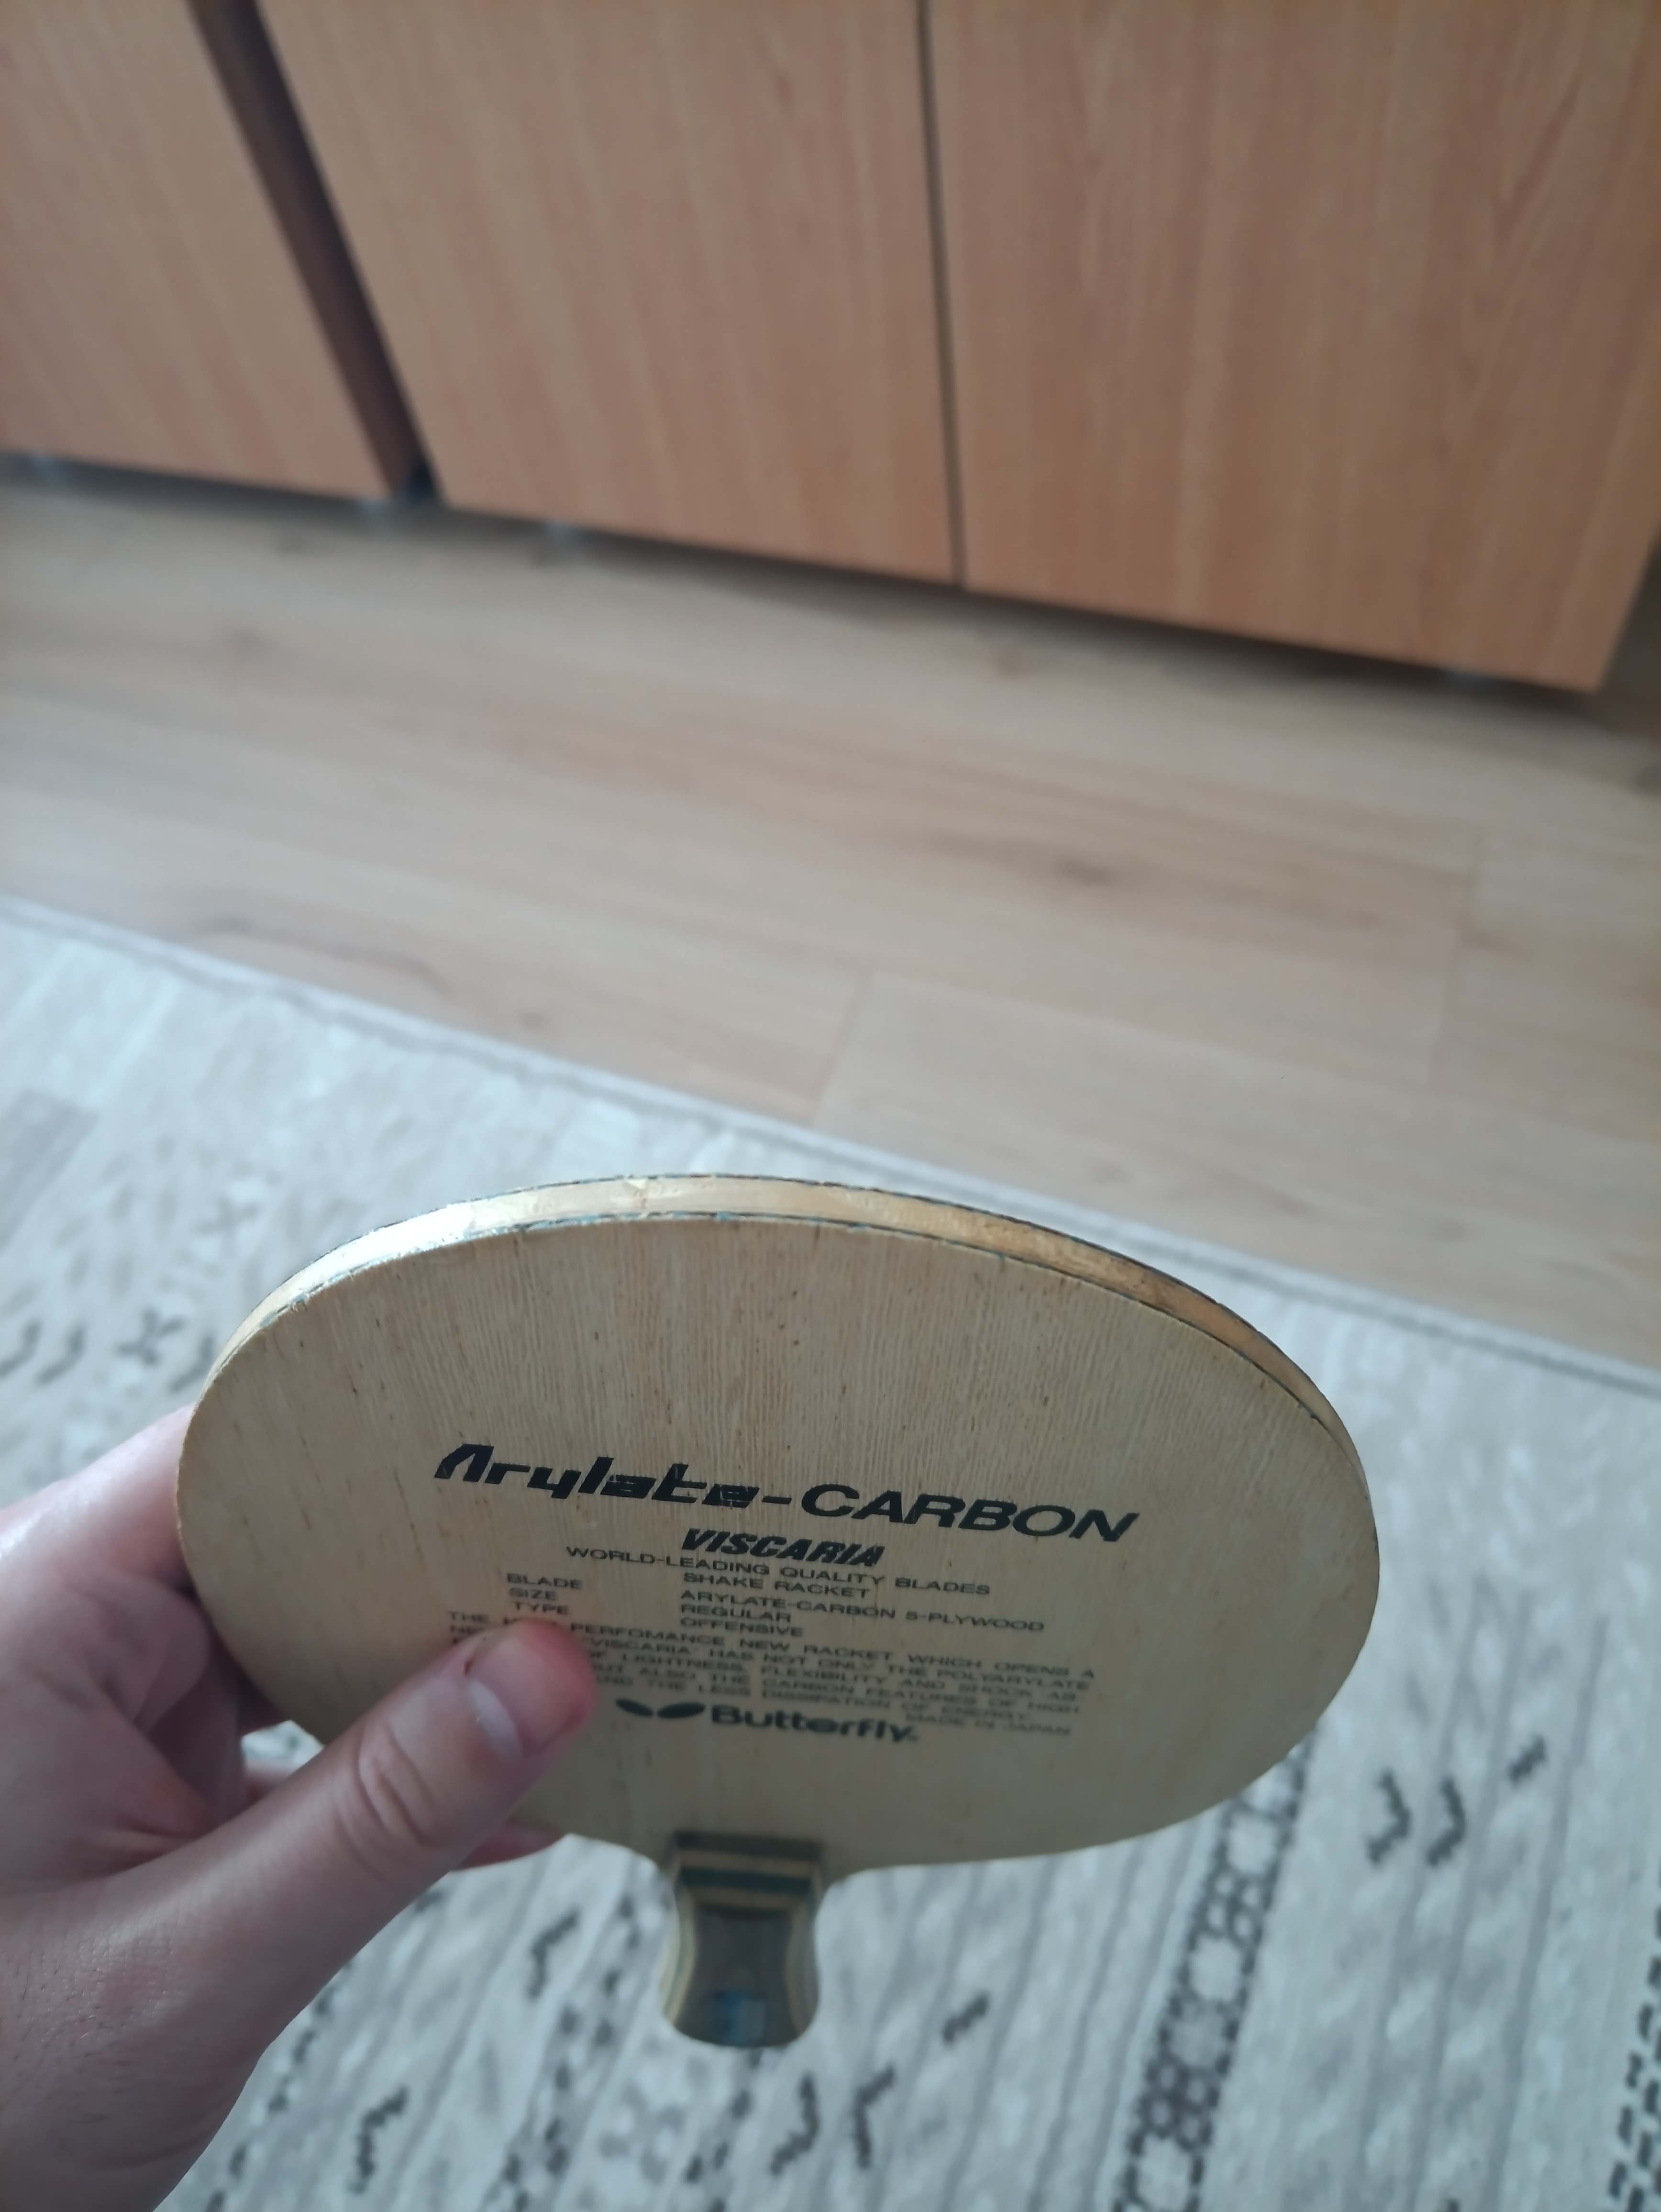 Arylate-CARBON
VISCARIA
WORLD-LEADING QUALITY BLADES
SHAKE RACKET
BLADE ARYLATE-CARBON 5-PLYWOOD
SIZE REGULAR
TYPE OFFENSIVE
THE PERFOMANCE NEW RACKET WHICH OPENS A
"VISCARIA" HAS NOT ONLY THE POLYARYLATE
OF LIGHTNESS, FLEXIBILITY AND SHOCK AB-
BUT ALSO THE CARBON FEATURES OF HIGH
AND THE LESS DISSIPATION OF ENERGY.
MADE IN JAPAN
Butterfly